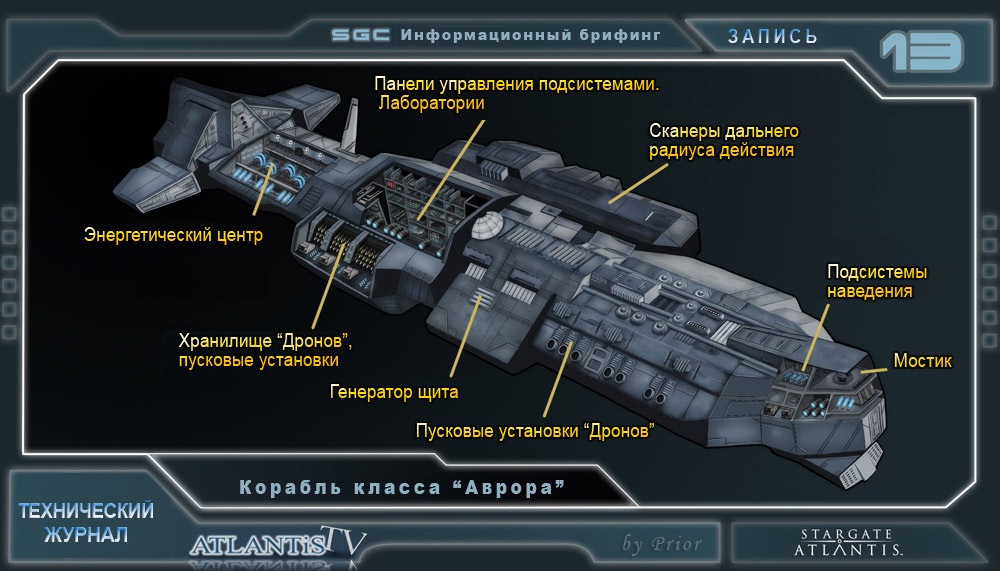 SGC Информационный брифинг
ЗАПИСЬ
13
Панели управления подсистемами.
Лаборатории
Сканеры дальнего
радиуса действия
Энергетический центр
Подсистемы
наведения
Мостик
Хранилище “Дронов”,
пусковые установки
Генератор щита
Пусковые установки “Дронов”
Корабль класса “Аврора”
ТЕХНИЧЕСКИЙ
ЖУРНАЛ
ATLANTiS TV
by Prior
STARGATE
ATLANTIS™